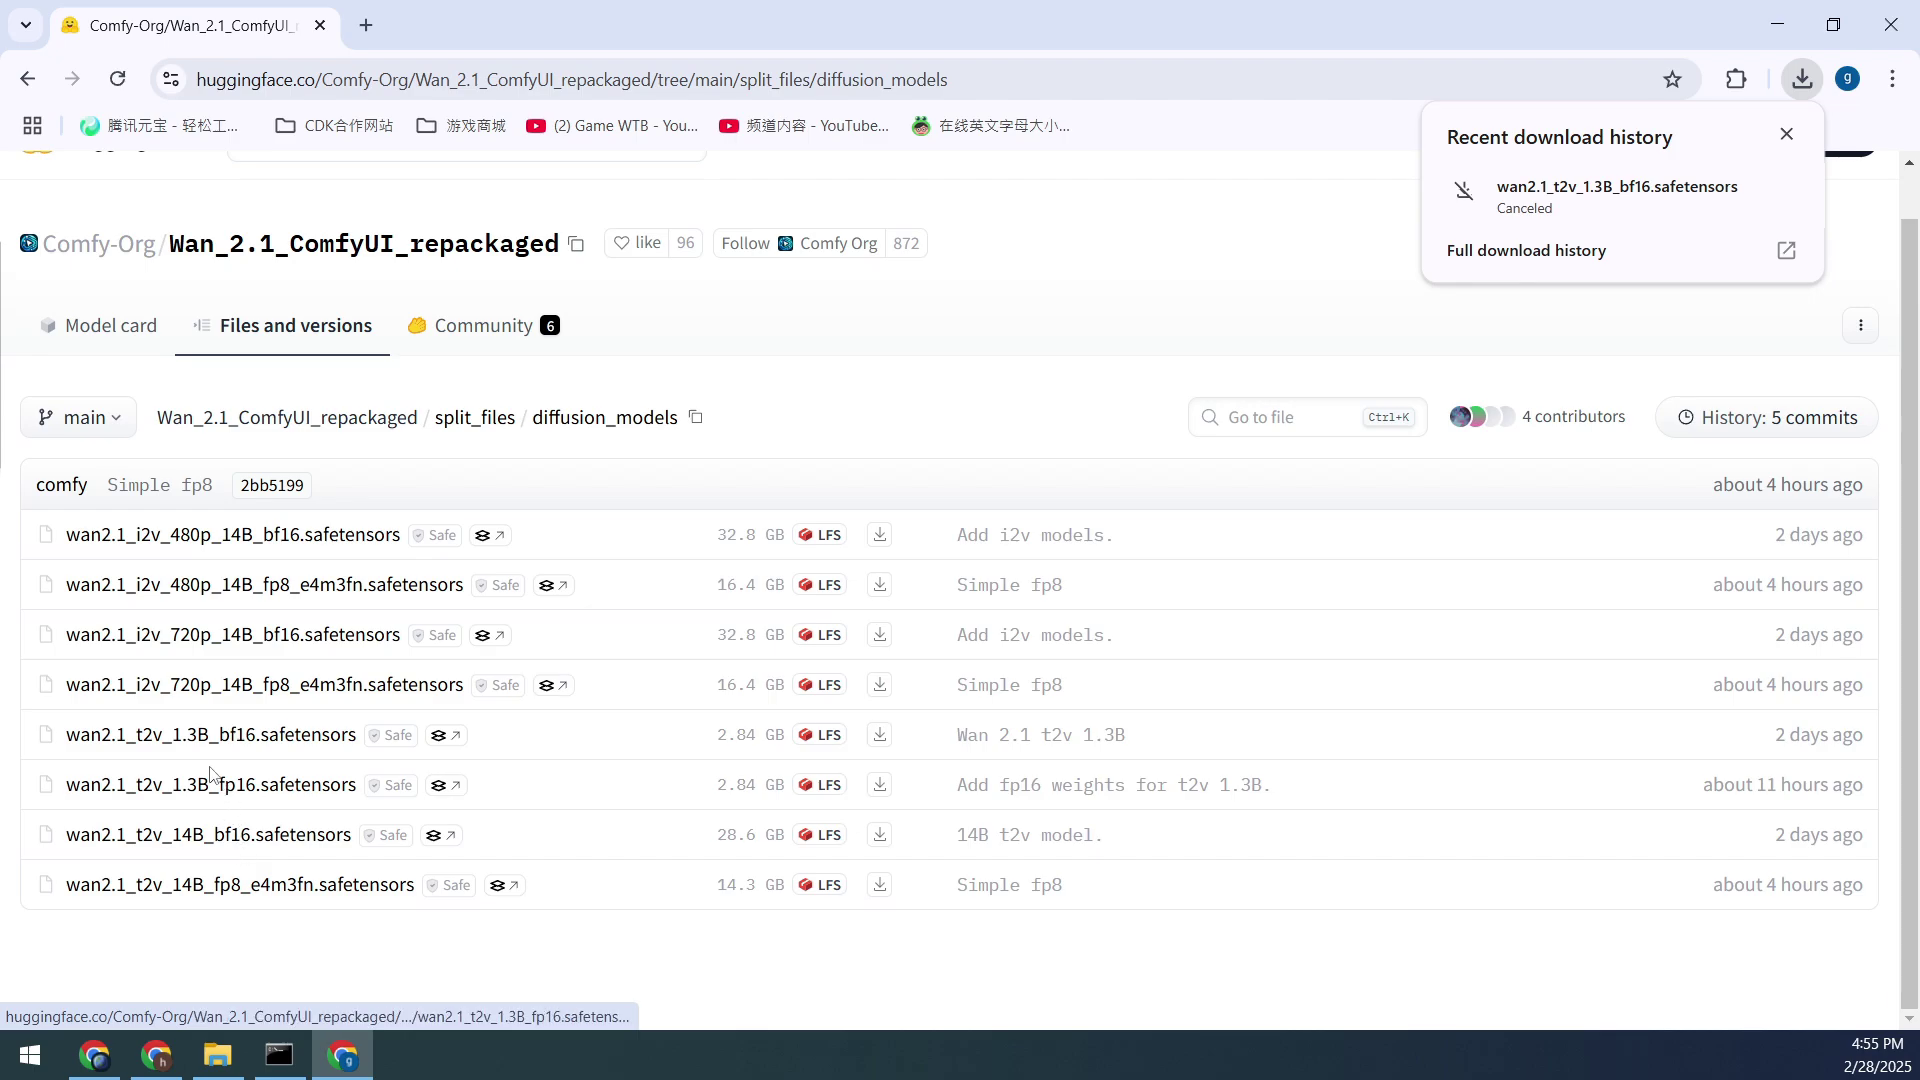 Comfy-Org/Wan_2.1_ComfyUI_
huggingface.co/Comfy-Org/Wan_2.1_ComfyUI_repackaged/tree/main/split_files/diffusion_models
g
腾讯元宝 - 轻松工...
CDK合作网站
游戏商城
(2) Game WTB - You...
频道内容 - YouTube...
在线英文字母大小...
Recent download history
wan2.1_t2v_1.3B_bf16.safetensors
Canceled
Full download history
Comfy-Org/Wan_2.1_ComfyUI_repackaged
like 96
Follow Comfy Org 872
Model card
Files and versions
Community 6
main
Wan_2.1_ComfyUI_repackaged / split_files / diffusion_models
Go to file Ctrl+K
4 contributors
History: 5 commits
comfy Simple fp8 2bb5199 about 4 hours ago
wan2.1_i2v_480p_14B_bf16.safetensors Safe 32.8 GB LFS Add i2v models. 2 days ago
wan2.1_i2v_480p_14B_fp8_e4m3fn.safetensors Safe 16.4 GB LFS Simple fp8 about 4 hours ago
wan2.1_i2v_720p_14B_bf16.safetensors Safe 32.8 GB LFS Add i2v models. 2 days ago
wan2.1_i2v_720p_14B_fp8_e4m3fn.safetensors Safe 16.4 GB LFS Simple fp8 about 4 hours ago
wan2.1_t2v_1.3B_bf16.safetensors Safe 2.84 GB LFS Wan 2.1 t2v 1.3B 2 days ago
wan2.1_t2v_1.3B_fp16.safetensors Safe 2.84 GB LFS Add fp16 weights for t2v 1.3B. about 11 hours ago
wan2.1_t2v_14B_bf16.safetensors Safe 28.6 GB LFS 14B t2v model. 2 days ago
wan2.1_t2v_14B_fp8_e4m3fn.safetensors Safe 14.3 GB LFS Simple fp8 about 4 hours ago
huggingface.co/Comfy-Org/Wan_2.1_ComfyUI_repackaged/.../wan2.1_t2v_1.3B_fp16.safetens...
h
g
4:55 PM
2/28/2025